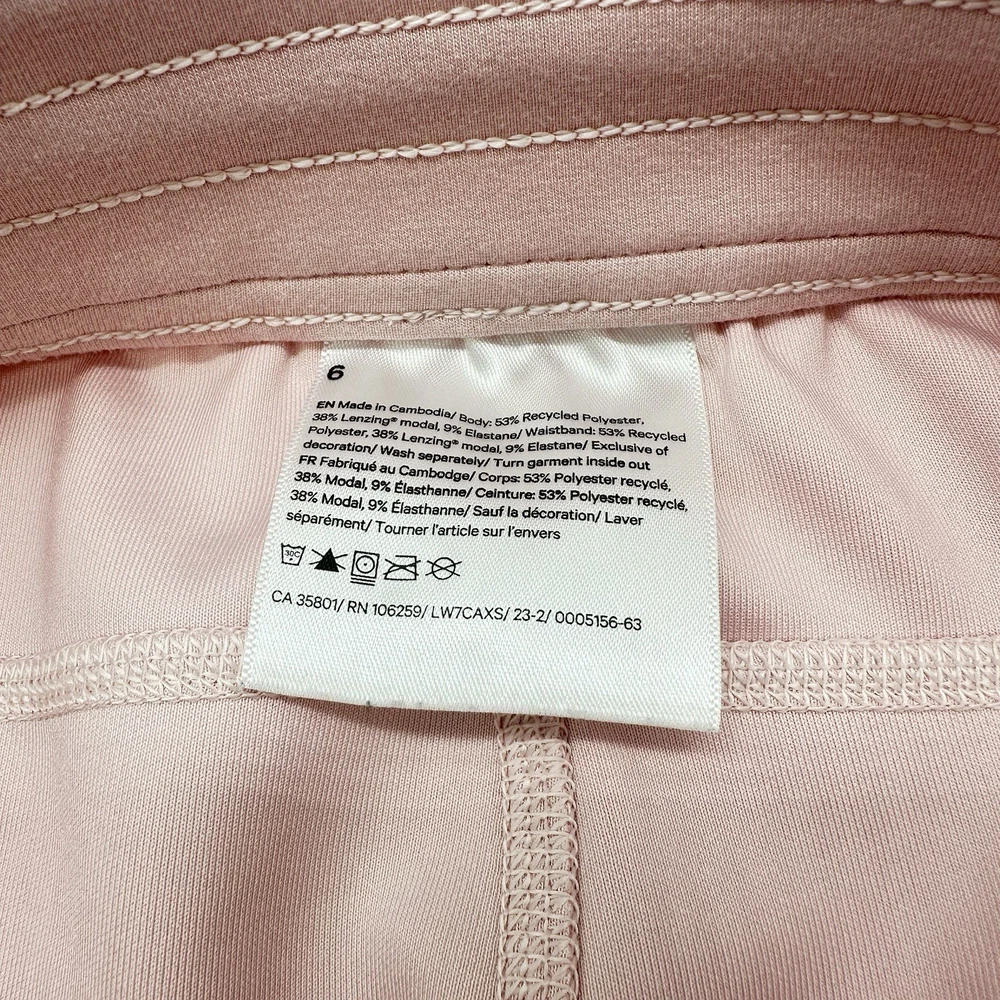 6
EN Made in Cambodia/ Body: 53% Recycled Polyester,
38% Lenzing® modal, 9% Elastane/ Waistband: 53% Recycled
Polyester, 38% Lenzing® modal, 9% Elastane/ Exclusive of
decoration/ Wash separately/ Turn garment inside out
FR Fabriqué au Cambodge/ Corps: 53% Polyester recyclé,
38% Modal, 9% Élasthanne/ Ceinture: 53% Polyester recyclé,
38% Modal, 9% Élasthanne/ Sauf la décoration/ Laver
séparément/ Tourner l'article sur l'envers
30C
CA 35801/ RN 106259/ LW7CAXS/ 23-2/ 0005156-63